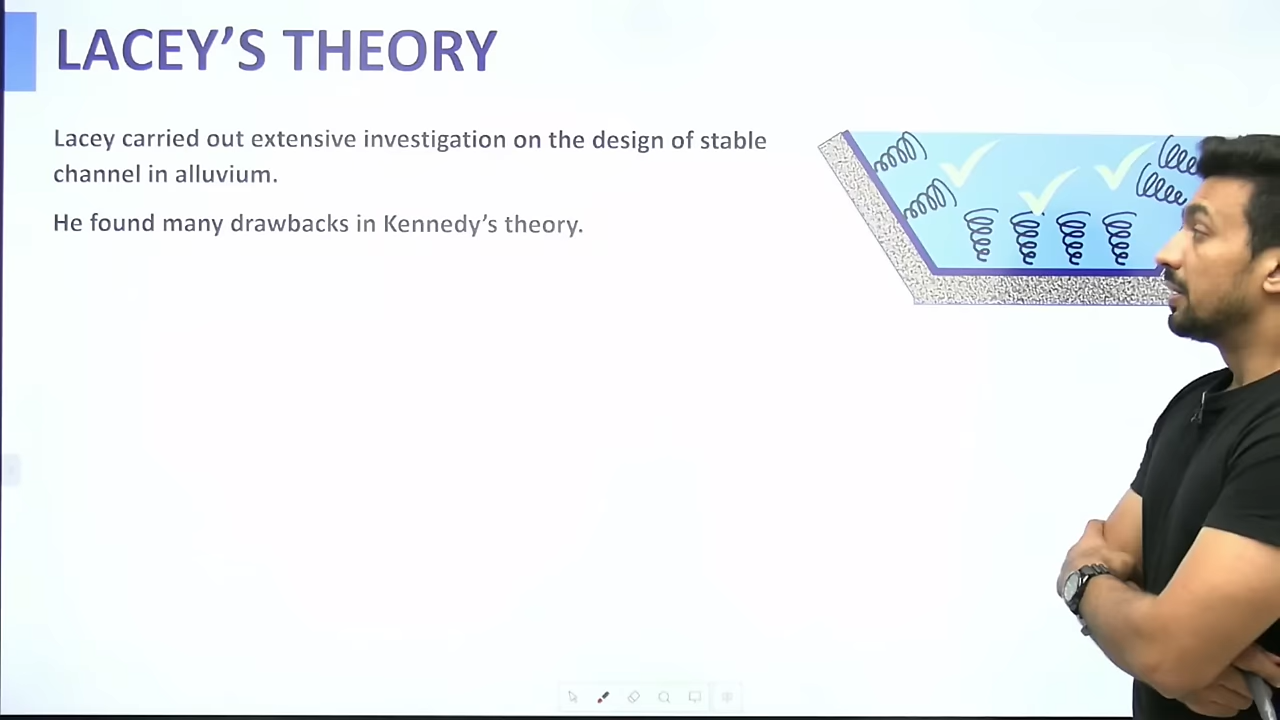 LACEY'S THEORY
Lacey carried out extensive investigation on the design of stable
channel in alluvium.
He found many drawbacks in Kennedy's theory.